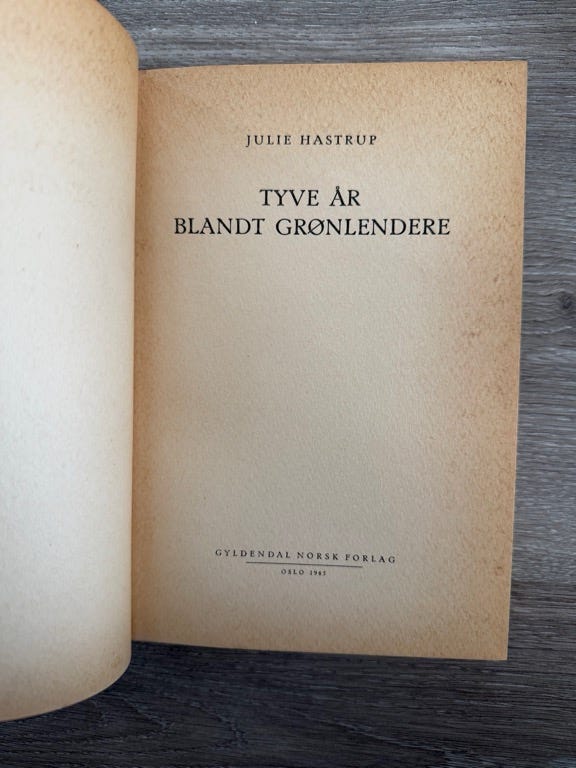 JULIE HASTRUP
TYVE ÅR
BLANDT GRØNLENDERE
GYLDENDAL NORSK FORLAG
OSLO 1945